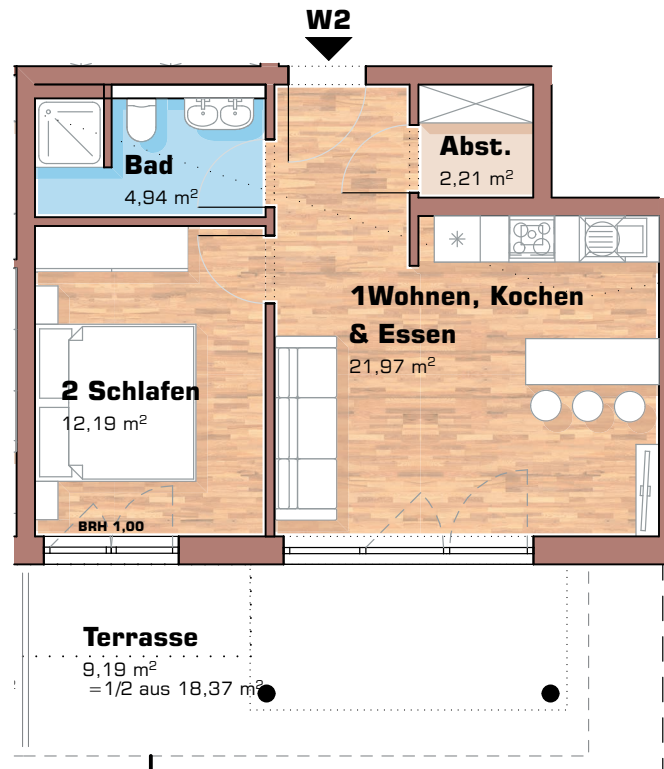 W2
Bad
4,94 m²
Abst.
2,21 m²
1Wohnen, Kochen
& Essen
21,97 m²
2 Schlafen
12,19 m²
BRH 1,00
Terrasse
9,19 m²
=1/2 aus 18,37 m²